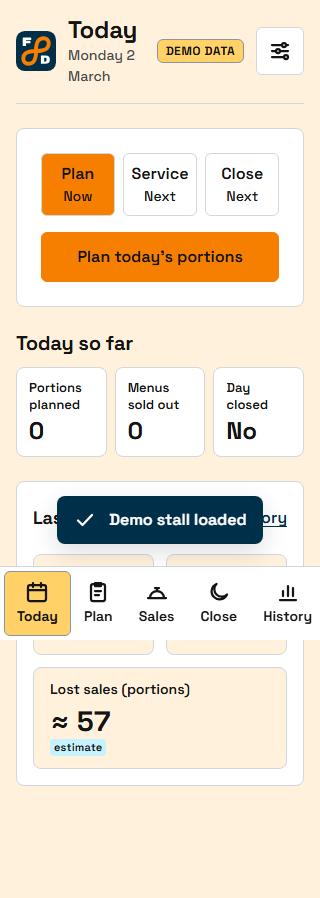 F
D
Today
Monday 2
March
DEMO DATA
Plan
Now
Service
Next
Close
Next
Plan today's portions
Today so far
Portions
planned
0
Menus
sold out
0
Day
closed
No
Demo stall loaded
Today
Plan
Sales
Close
History
Lost sales (portions)
≈ 57
estimate